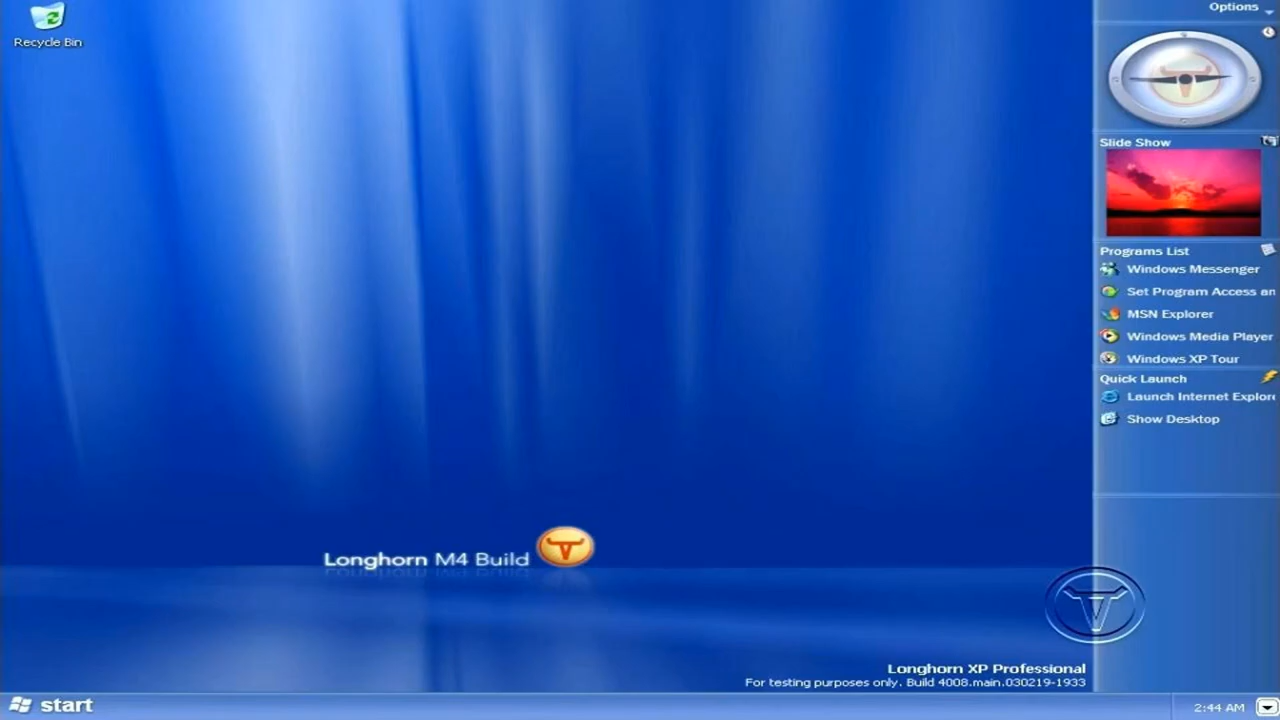 Recycle Bin
Options
Slide Show
Programs List
Windows Messenger
Set Program Access an
MSN Explorer
Windows Media Player
Windows XP Tour
Quick Launch
Launch Internet Explore
Show Desktop
Longhorn M4 Build
Longhorn XP Professional
For testing purposes only. Build 4008.main.030219-1933
start
2:44 AM